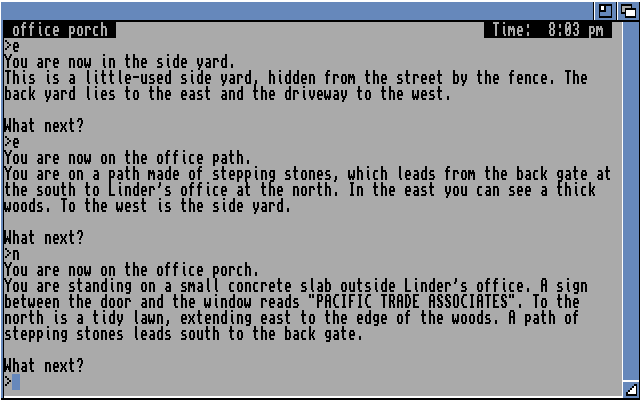 office porch Time: 8:03 pm
>e
You are now in the side yard.
This is a little-used side yard, hidden from the street by the fence. The
back yard lies to the east and the driveway to the west.
What next?
>e
You are now on the office path.
You are on a path made of stepping stones, which leads from the back gate at
the south to Linder's office at the north. In the east you can see a thick
woods. To the west is the side yard.
What next?
>n
You are now on the office porch.
You are standing on a small concrete slab outside Linder's office. A sign
between the door and the window reads "PACIFIC TRADE ASSOCIATES". To the
north is a tidy lawn, extending east to the edge of the woods. A path of
stepping stones leads south to the back gate.
What next?
>